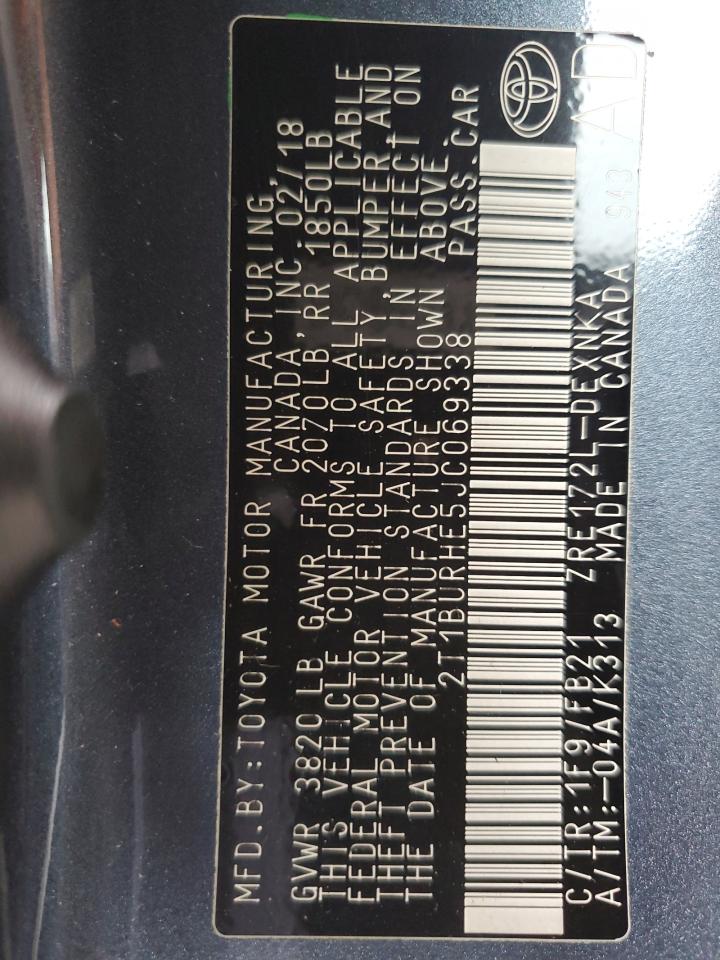 MFD.BY:TOYOTA MOTOR MANUFACTURING
CANADA, INC. 02/18
GVWR 3820 LB GAWR FR 2070LB, RR 1850LB
THIS VEHICLE CONFORMS TO ALL APPLICABLE
FEDERAL MOTOR VEHICLE SAFETY, BUMPER, AND
THEFT PREVENTION STANDARDS IN EFFECT ON
THE DATE OF MANUFACTURE SHOWN ABOVE.
2T1BURHE5JC069338 PASS.CAR
C/TR:1F9/FB21 ZRE172L-DEXNKA
A/TM:-04A/K313 MADE IN CANADA 943
AD